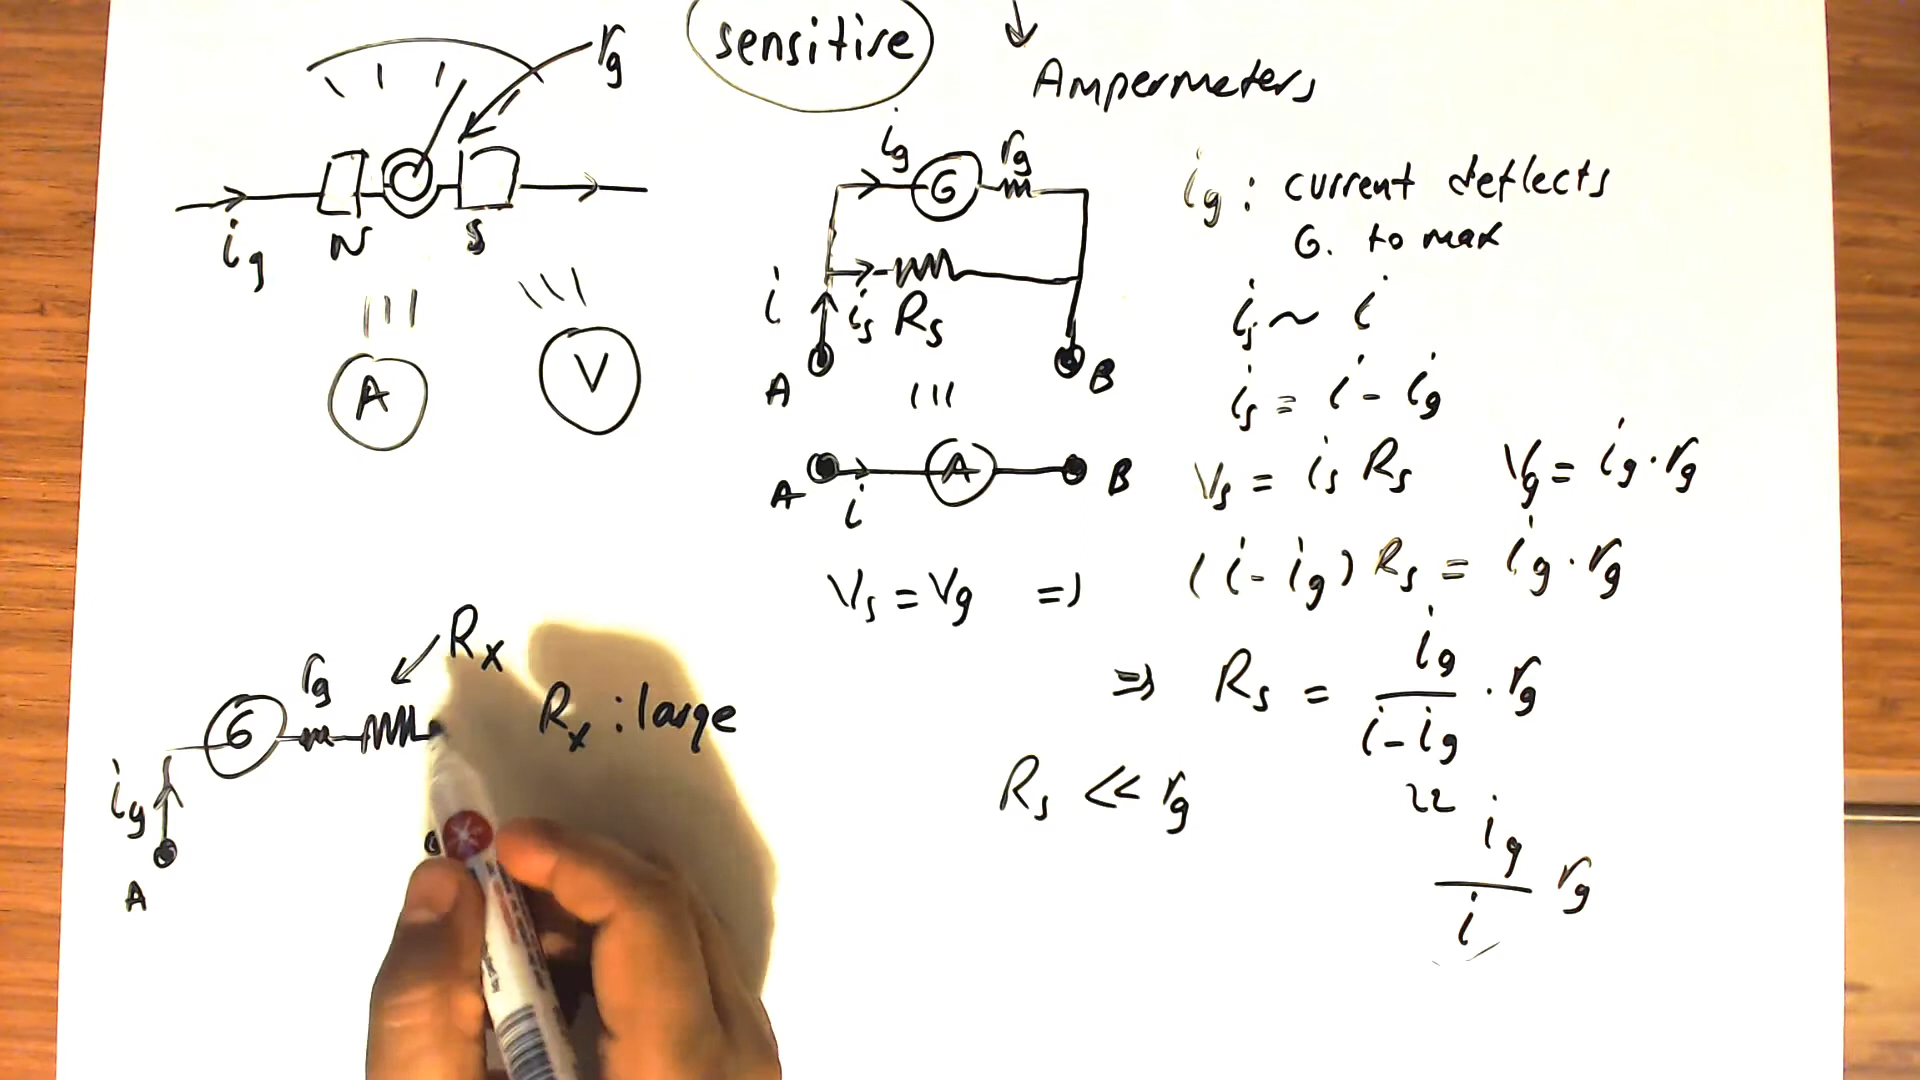 sensitive
Ampermeters
rg
ig
N
S
A
V
ig
G
rg
i
is
Rs
A
B
A
i
A
B
ig : current deflects
G. to max
is ~ i
is = i - ig
Vs = is Rs
Vg = ig · rg
Vs = Vg ⇒ (i - ig) Rs = ig · rg
⇒ Rs = ig / i - ig · rg
Rs << rg
≈ ig / i rg
Rx
rg
G
Rx : large
ig
A